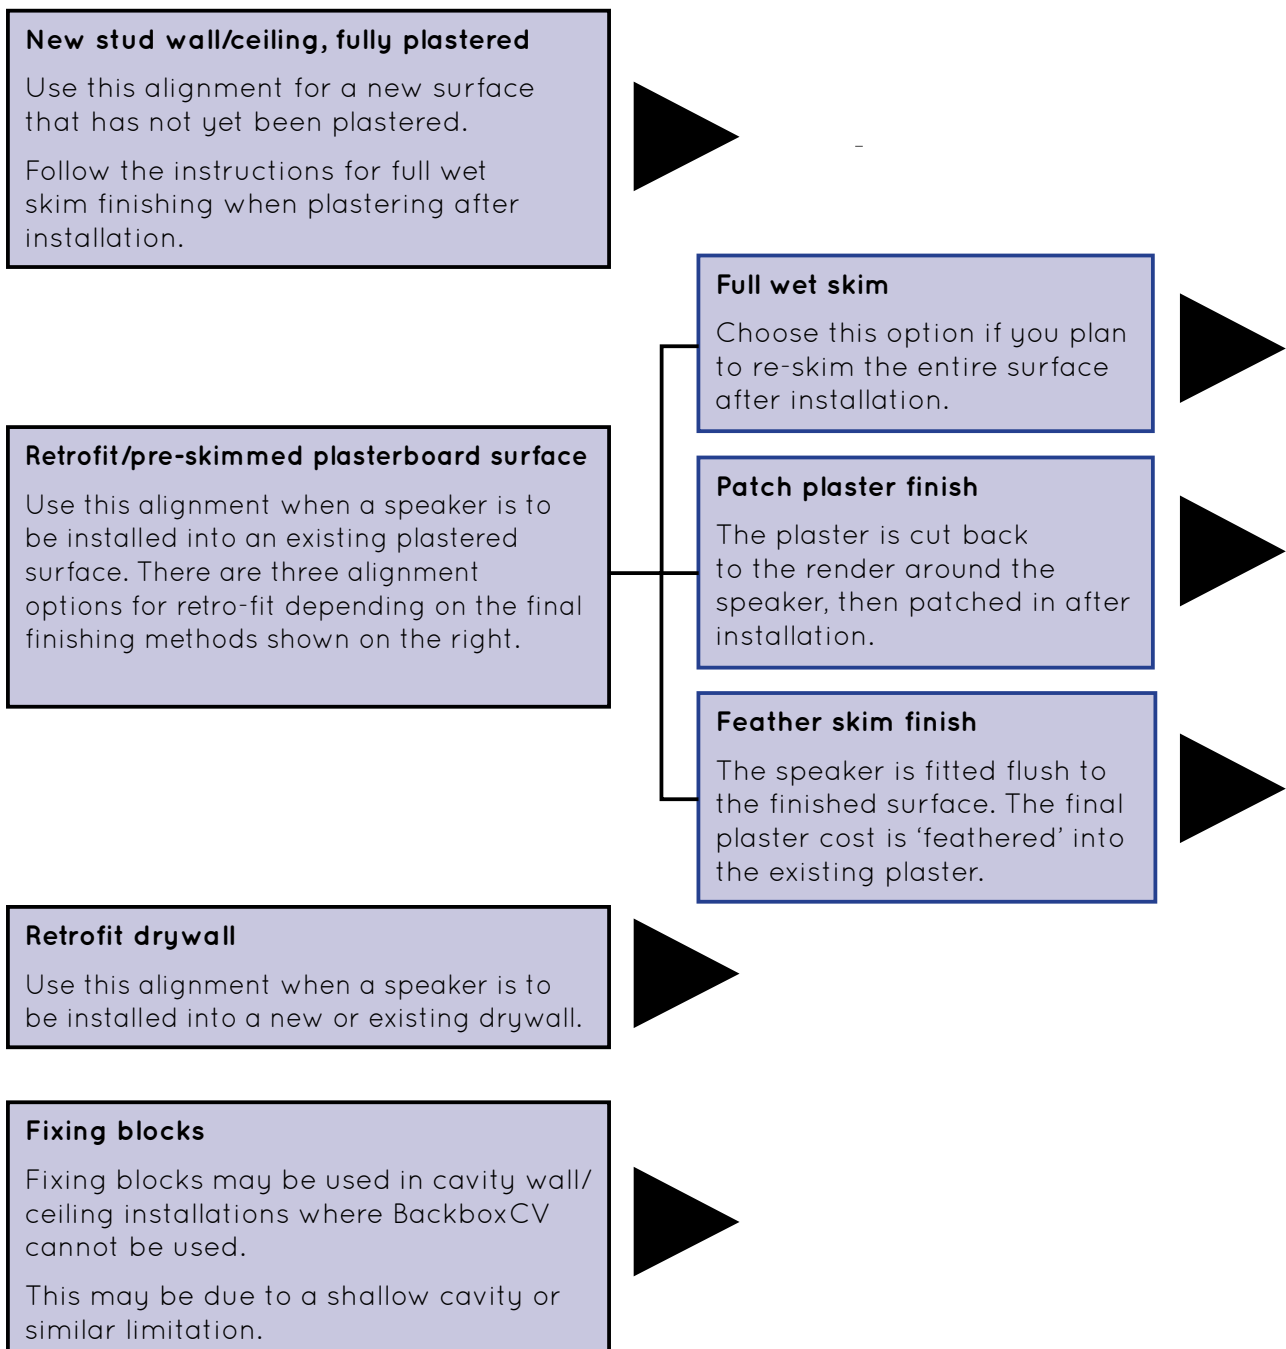 New stud wall/ceiling, fully plastered
Use this alignment for a new surface
that has not yet been plastered.
Follow the instructions for full wet
skim finishing when plastering after
installation.
Retrofit/pre-skimmed plasterboard surface
Use this alignment when a speaker is to
be installed into an existing plastered
surface. There are three alignment
options for retro-fit depending on the final
finishing methods shown on the right.
Full wet skim
Choose this option if you plan
to re-skim the entire surface
after installation.
Patch plaster finish
The plaster is cut back
to the render around the
speaker, then patched in after
installation.
Feather skim finish
The speaker is fitted flush to
the finished surface. The final
plaster cost is ‘feathered’ into
the existing plaster.
Retrofit drywall
Use this alignment when a speaker is to
be installed into a new or existing drywall.
Fixing blocks
Fixing blocks may be used in cavity wall/
ceiling installations where BackboxCV
cannot be used.
This may be due to a shallow cavity or
similar limitation.